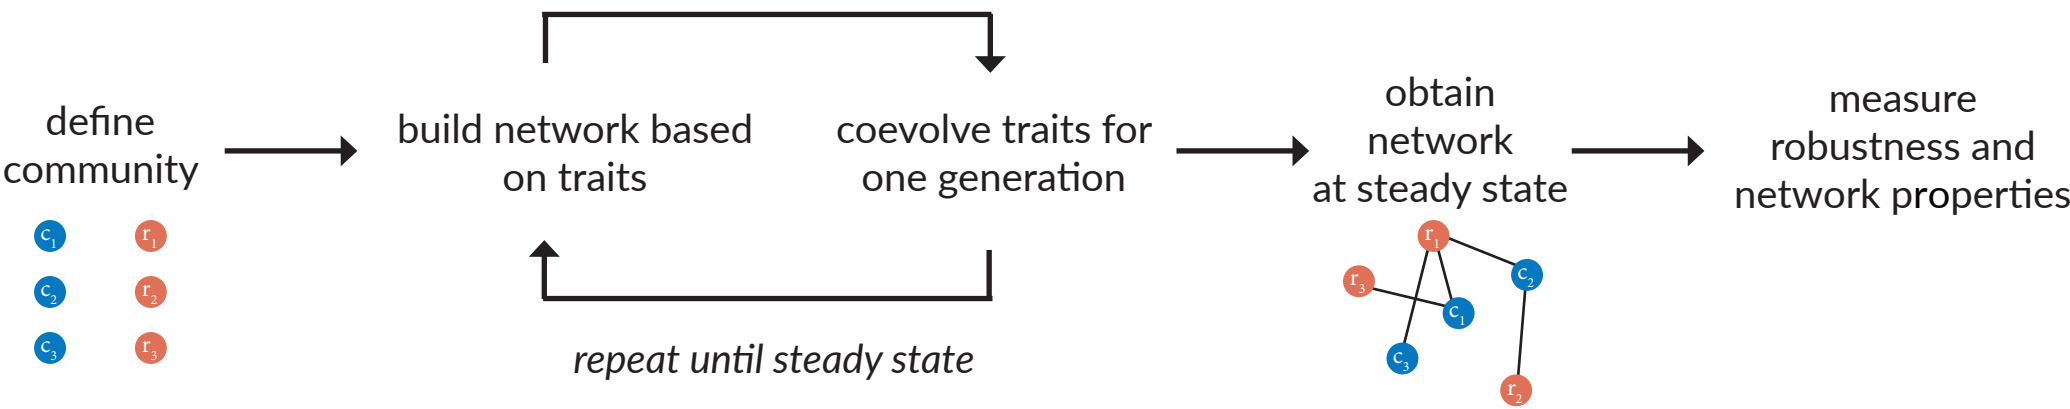 define
community
c1 r1
c2 r2
c3 r3
build network based
on traits
coevolve traits for
one generation
repeat until steady state
obtain
network
at steady state
r1
c2
r3
c1
c3
r2
measure
robustness and
network properties